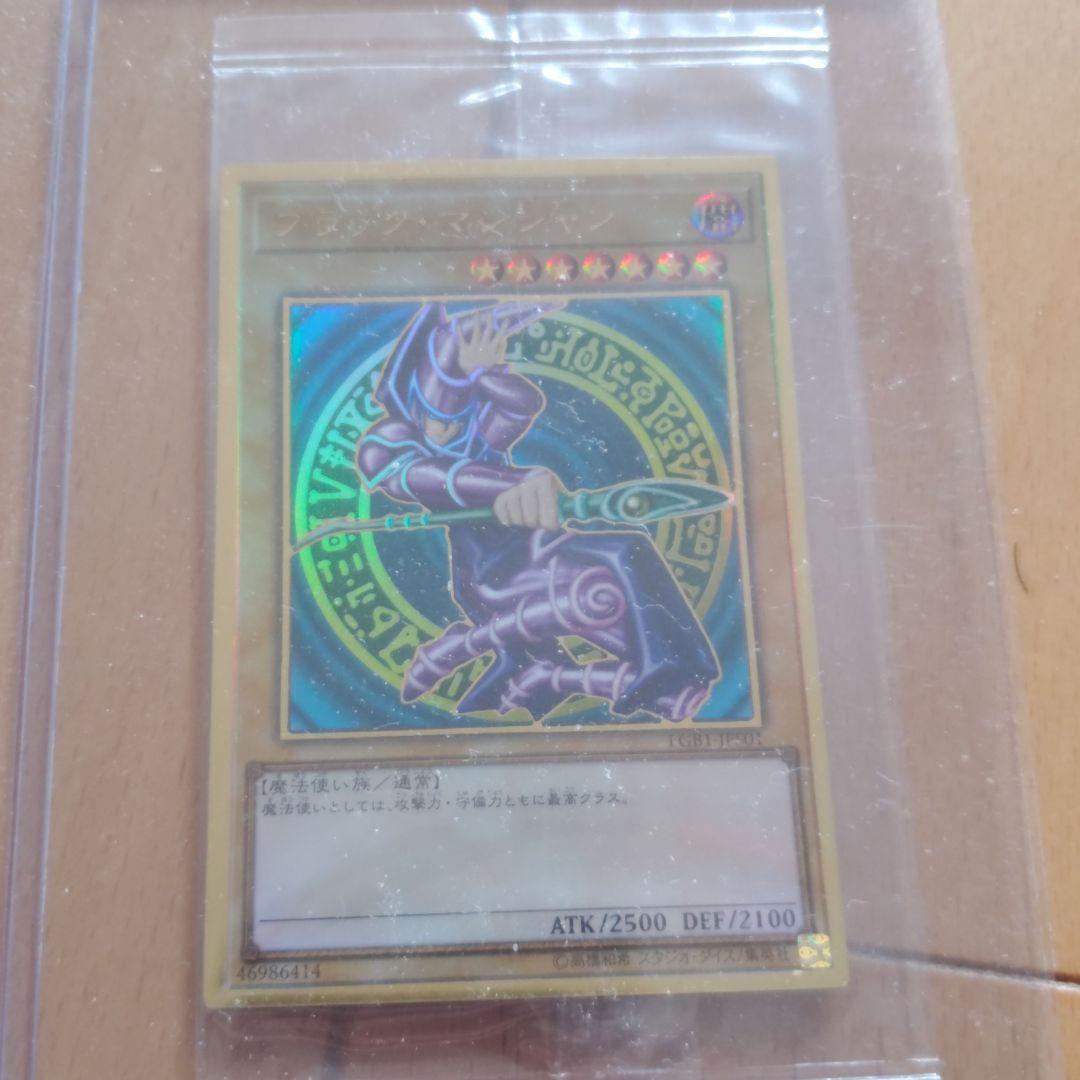 ブラック・マジシャン
LGB1-JPS01
【魔法使い族／通常】
魔法使いとしては、攻撃力・守備力ともに最高クラス。
ATK/2500 DEF/2100
46986414
©高橋和希 スタジオ・ダイス/集英社